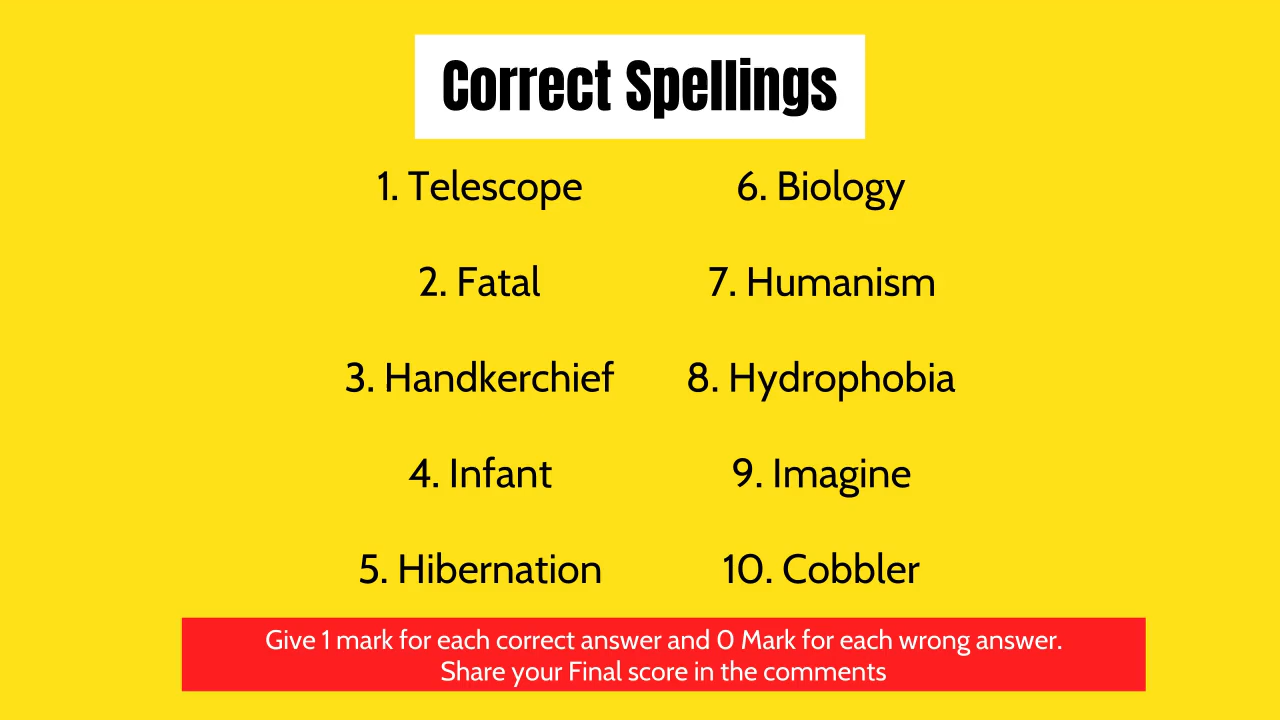 Correct Spellings
1. Telescope
2. Fatal
3. Handkerchief
4. Infant
5. Hibernation
6. Biology
7. Humanism
8. Hydrophobia
9. Imagine
10. Cobbler
Give 1 mark for each correct answer and 0 Mark for each wrong answer.
Share your Final score in the comments